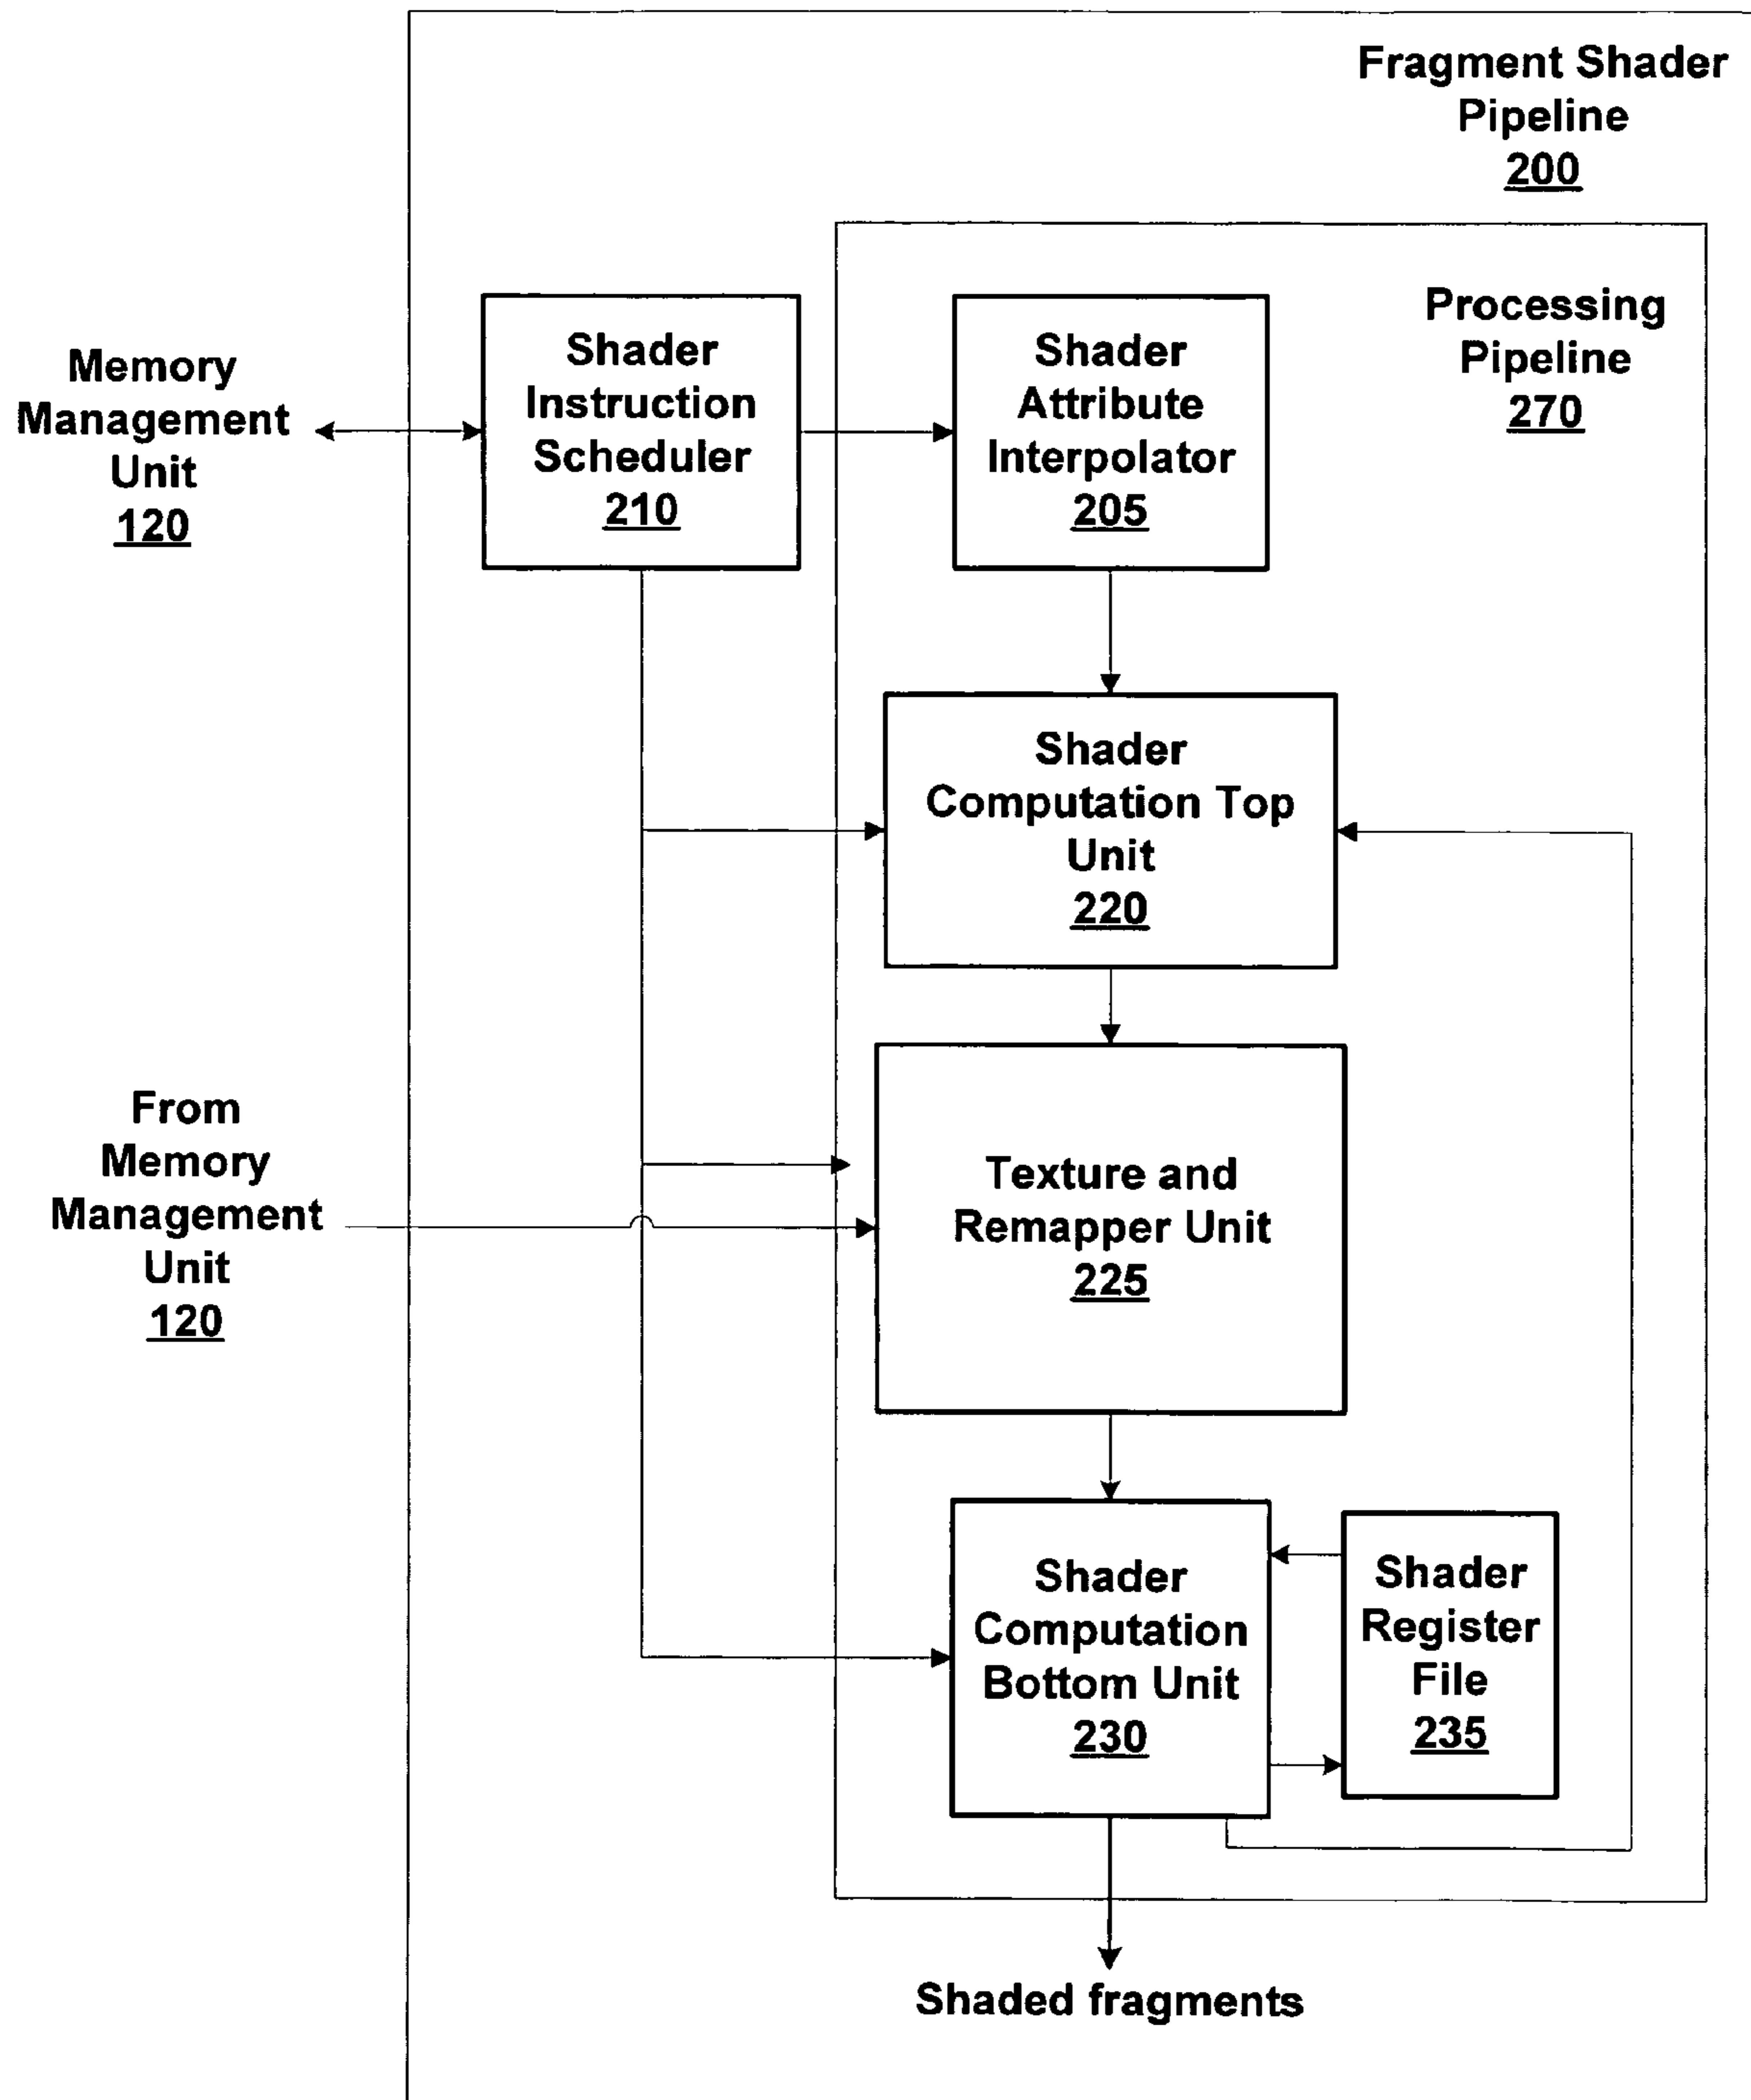 Fragment Shader
Pipeline
200
Processing
Pipeline
270
Memory
Management
Unit
120
Shader
Instruction
Scheduler
210
Shader
Attribute
Interpolator
205
Shader
Computation Top
Unit
220
From
Memory
Management
Unit
120
Texture and
Remapper Unit
225
Shader
Computation
Bottom Unit
230
Shader
Register
File
235
Shaded fragments